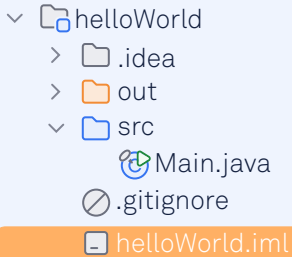 helloWorld
.idea
out
src
Main.java
.gitignore
helloWorld.iml